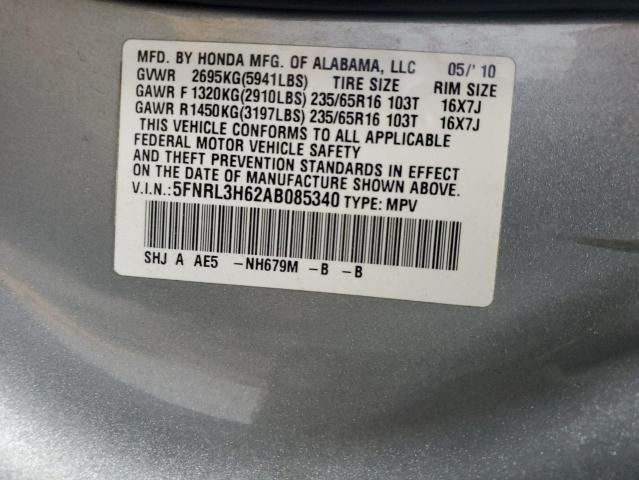 MFD. BY HONDA MFG. OF ALABAMA, LLC 05/'10
GVWR 2695KG(5941LBS) TIRE SIZE RIM SIZE
GAWR F 1320KG(2910LBS) 235/65R16 103T 16X7J
GAWR R1450KG(3197LBS) 235/65R16 103T 16X7J
THIS VEHICLE CONFORMS TO ALL APPLICABLE
FEDERAL MOTOR VEHICLE SAFETY
AND THEFT PREVENTION STANDARDS IN EFFECT
ON THE DATE OF MANUFACTURE SHOWN ABOVE.
V.I.N.:5FNRL3H62AB085340 TYPE: MPV
SHJ A AE5 -NH679M -B -B